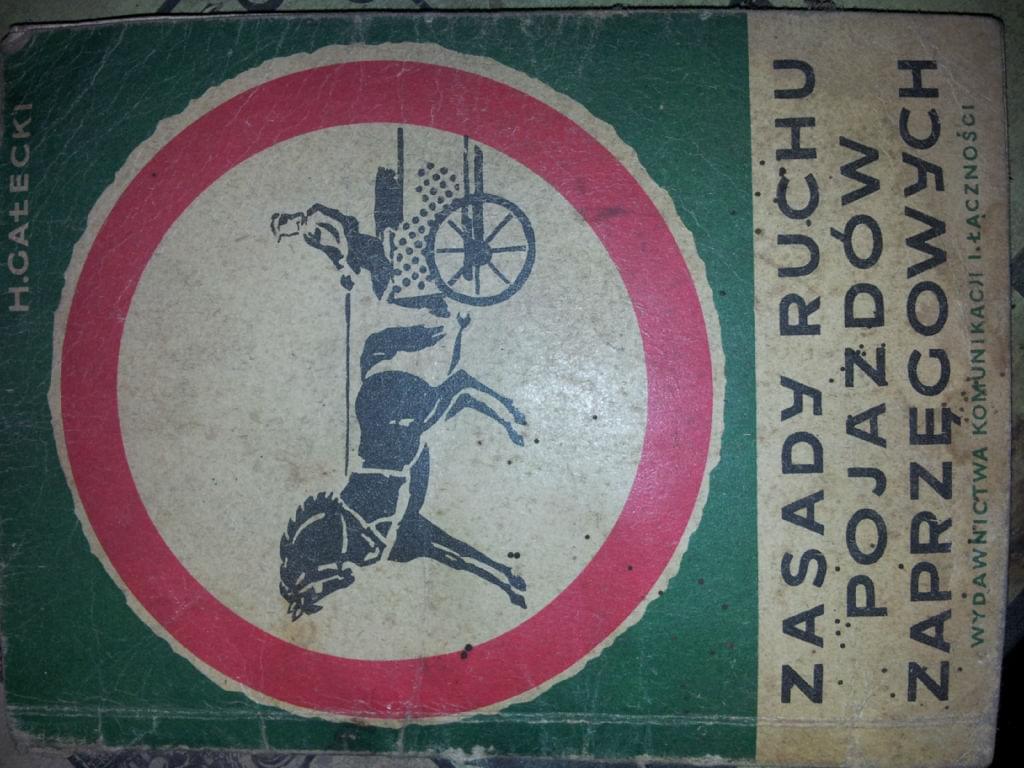 H. GAŁECKI
ZASADY RUCHU
POJAZDÓW
ZAPRZĘGOWYCH
WYDAWNICTWA KOMUNIKACJI I ŁĄCZNOŚCI